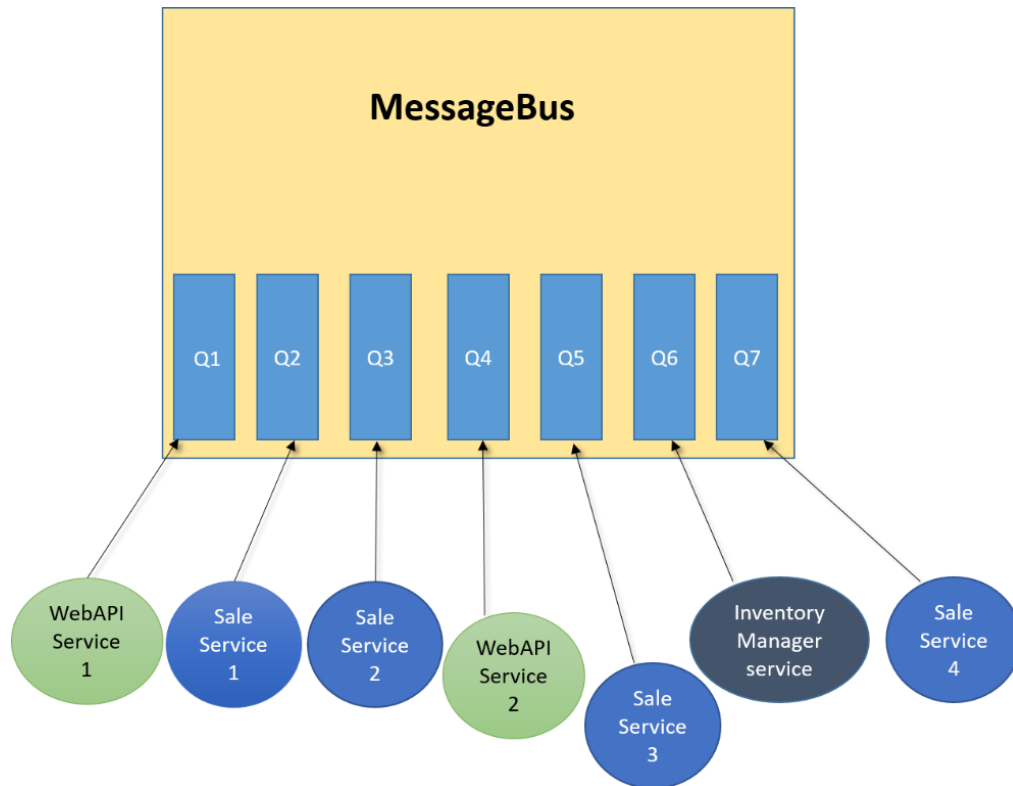 MessageBus
Q1
Q2
Q3
Q4
Q5
Q6
Q7
WebAPI
Service
1
Sale
Service
1
Sale
Service
2
WebAPI
Service
2
Sale
Service
3
Inventory
Manager
service
Sale
Service
4